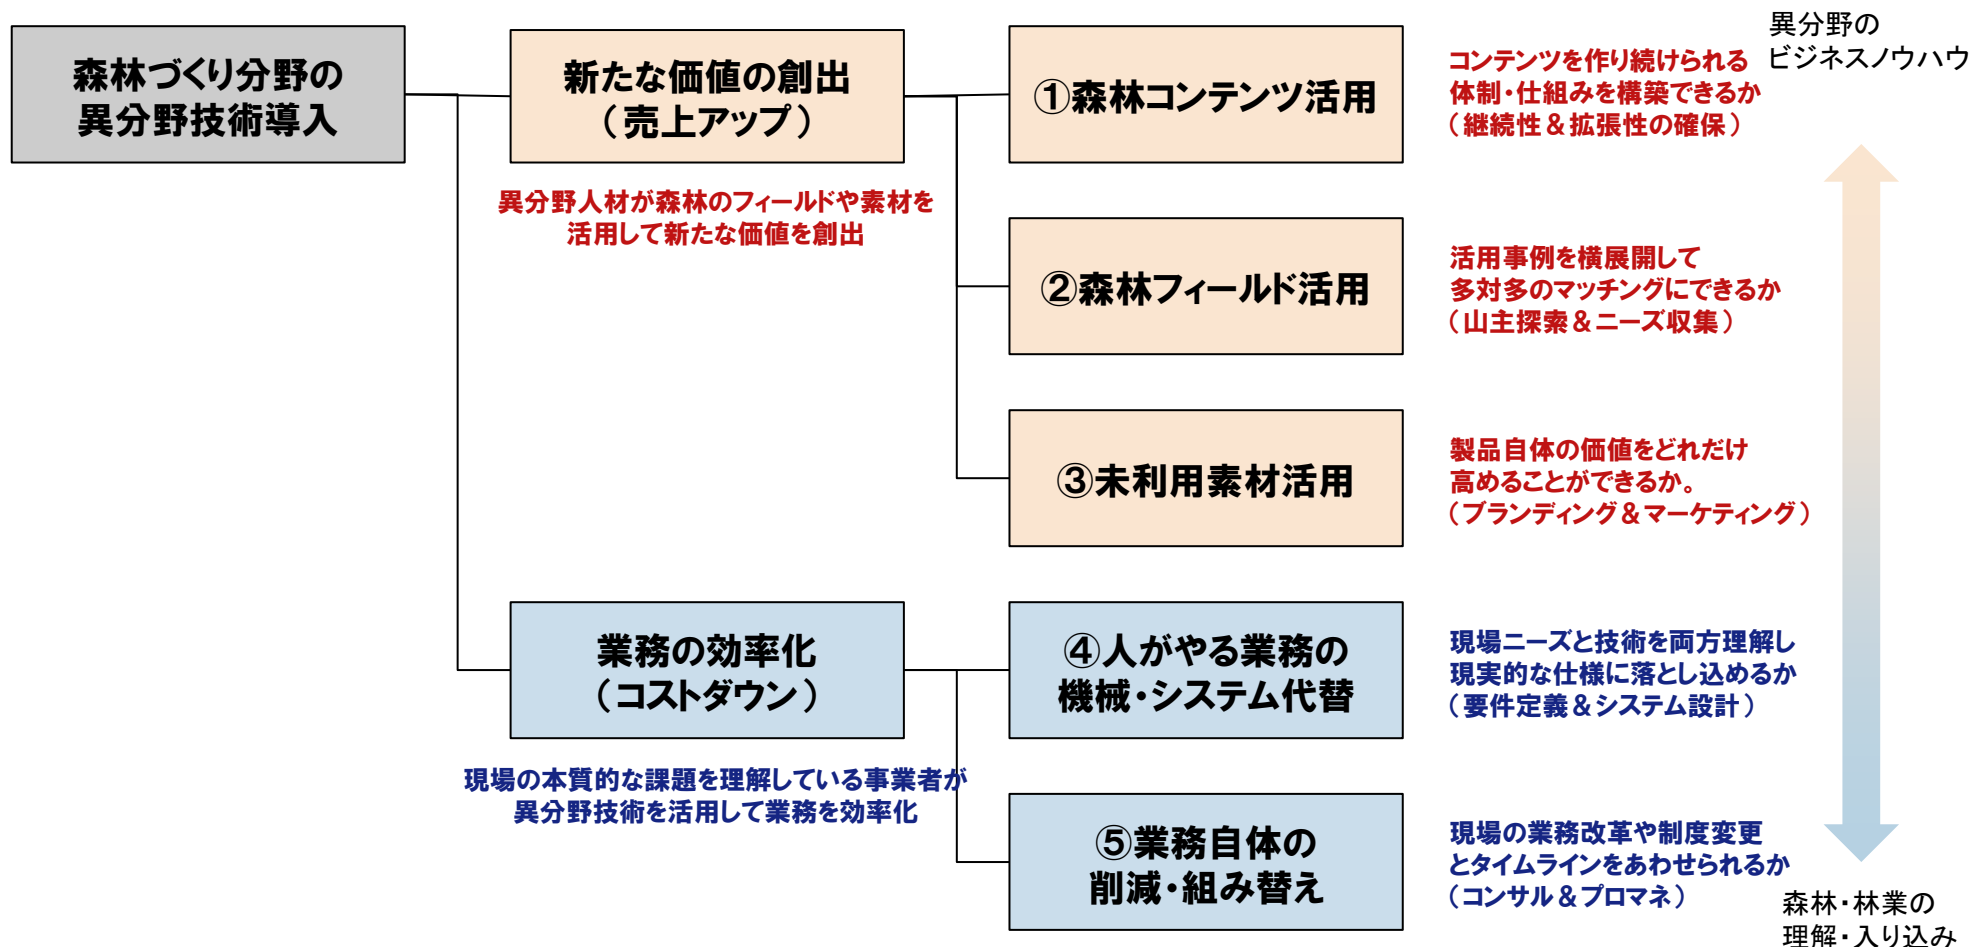 森林づくり分野の
異分野技術導入
新たな価値の創出
（売上アップ）
異分野人材が森林のフィールドや素材を
活用して新たな価値を創出
①森林コンテンツ活用
コンテンツを作り続けられる
体制・仕組みを構築できるか
（継続性＆拡張性の確保）
異分野の
ビジネスノウハウ
②森林フィールド活用
活用事例を横展開して
多対多のマッチングにできるか
（山主探索＆ニーズ収集）
③未利用素材活用
製品自体の価値をどれだけ
高めることができるか。
（ブランディング＆マーケティング）
業務の効率化
（コストダウン）
現場の本質的な課題を理解している事業者が
異分野技術を活用して業務を効率化
④人がやる業務の
機械・システム代替
現場ニーズと技術を両方理解し
現実的な仕様に落とし込めるか
（要件定義＆システム設計）
⑤業務自体の
削減・組み替え
現場の業務改革や制度変更
とタイムラインをあわせられるか
（コンサル＆プロマネ）
森林・林業の
理解・入り込み